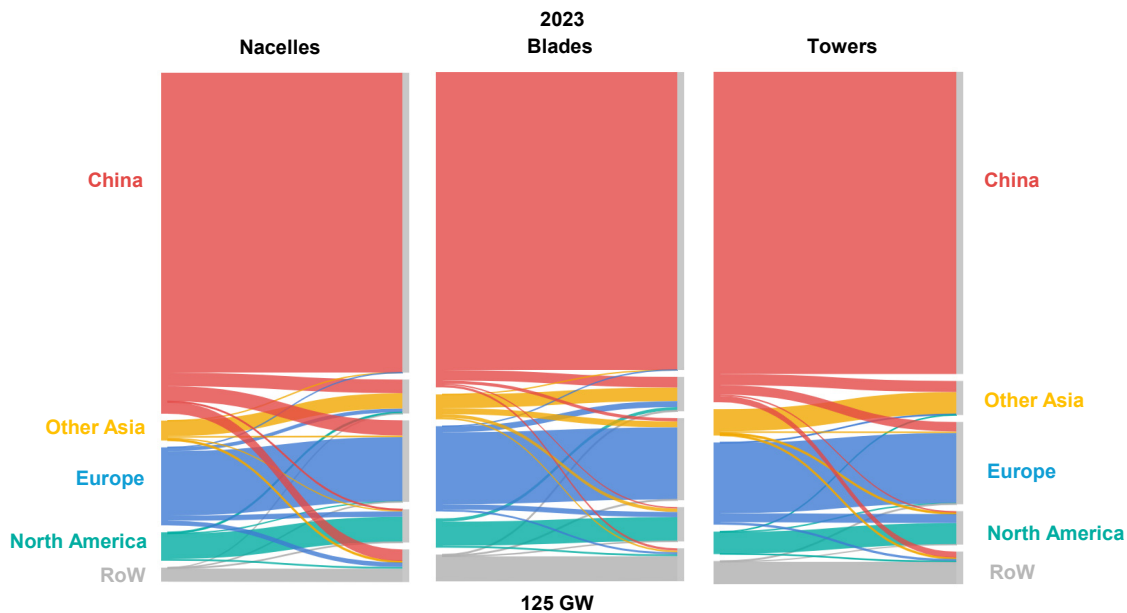 2023
Nacelles
Blades
Towers
China
China
Other Asia
Other Asia
Europe
Europe
North America
North America
RoW
RoW
125 GW